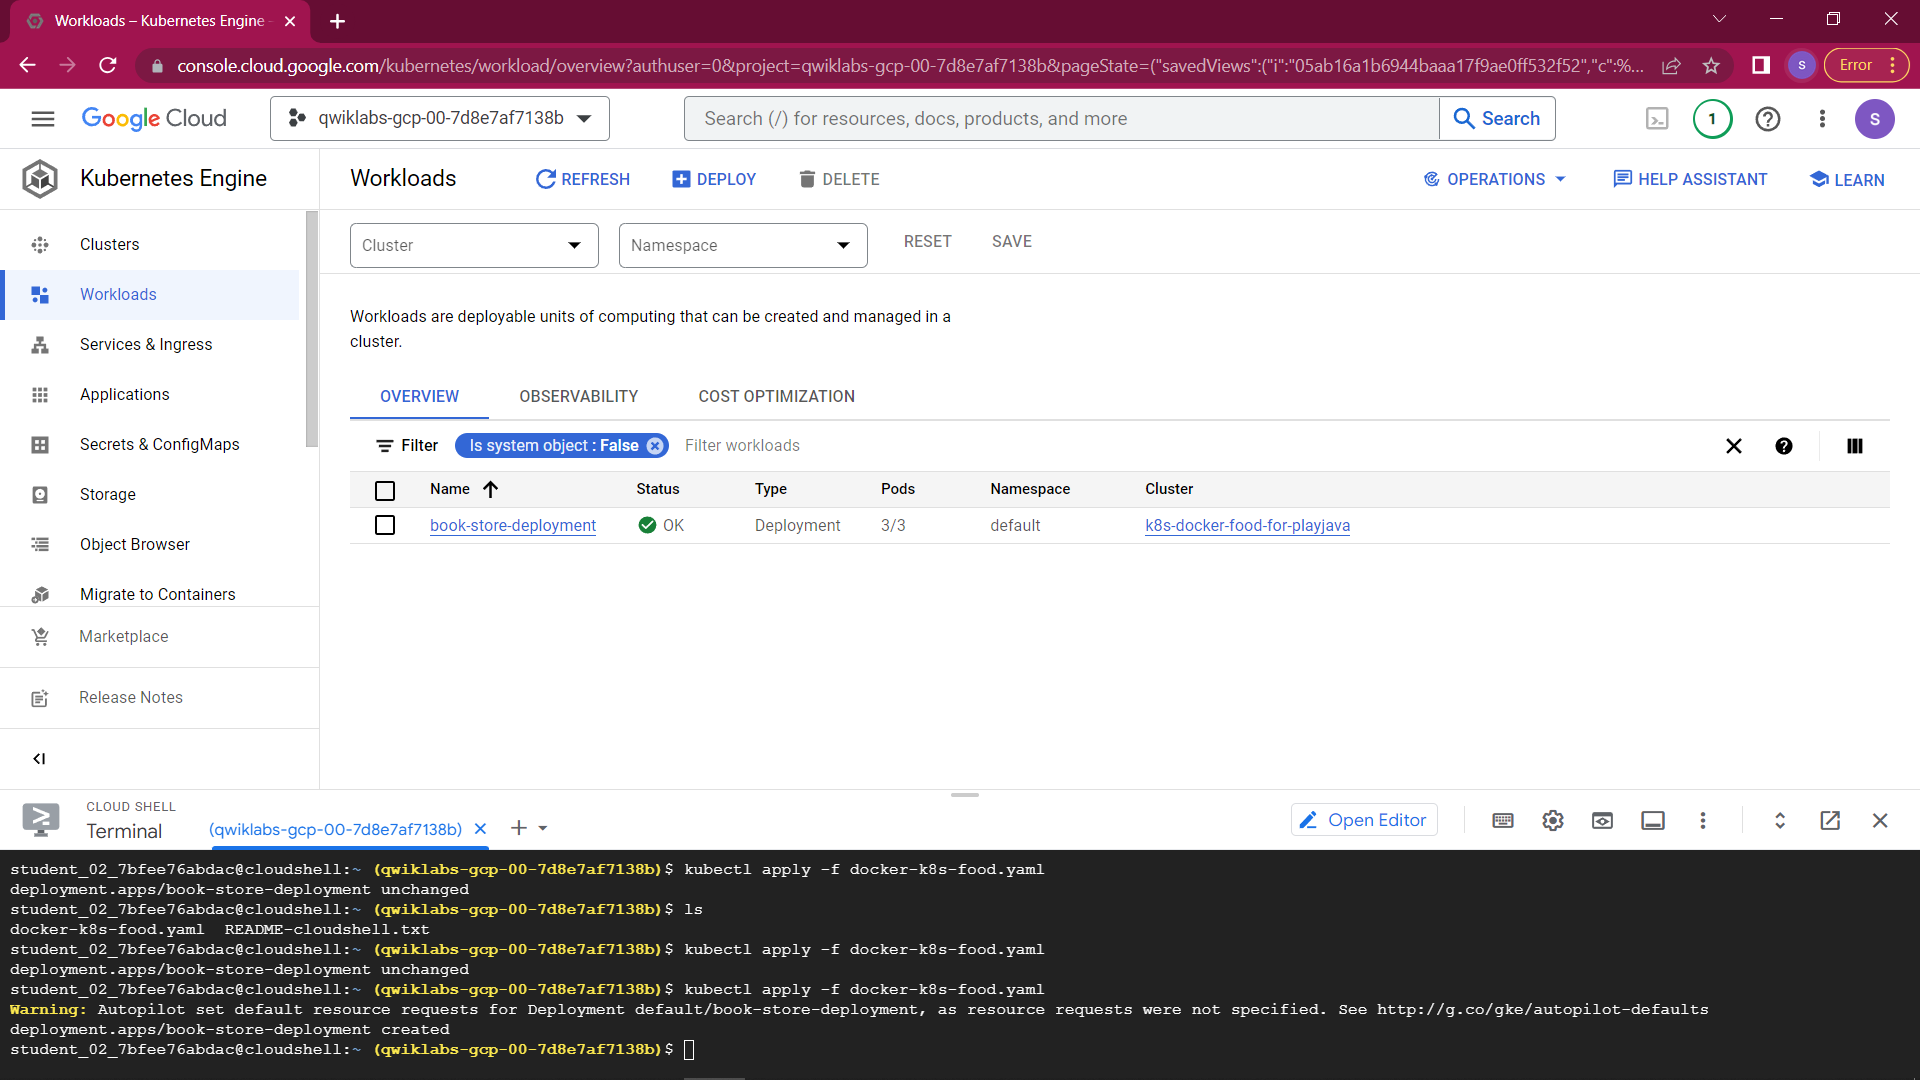 Workloads – Kubernetes Engine
console.cloud.google.com/kubernetes/workload/overview?authuser=0&project=qwiklabs-gcp-00-7d8e7af7138b&pageState=("savedViews":("i":"05ab16a1b6944baaa17f9ae0ff532f52","c":%...
S
Error
Google Cloud
qwiklabs-gcp-00-7d8e7af7138b
Search (/) for resources, docs, products, and more
Search
1
S
Kubernetes Engine
Workloads
REFRESH
DEPLOY
DELETE
OPERATIONS
HELP ASSISTANT
LEARN
Clusters
Workloads
Services & Ingress
Applications
Secrets & ConfigMaps
Storage
Object Browser
Migrate to Containers
Marketplace
Release Notes
Cluster
Namespace
RESET
SAVE
Workloads are deployable units of computing that can be created and managed in a
cluster.
OVERVIEW
OBSERVABILITY
COST OPTIMIZATION
Filter
Is system object : False
Filter workloads
Name Status Type Pods Namespace Cluster
book-store-deployment OK Deployment 3/3 default k8s-docker-food-for-playjava
CLOUD SHELL
Terminal
(qwiklabs-gcp-00-7d8e7af7138b)
Open Editor
student_02_7bfee76abdac@cloudshell:~ (qwiklabs-gcp-00-7d8e7af7138b)$ kubectl apply -f docker-k8s-food.yaml
deployment.apps/book-store-deployment unchanged
student_02_7bfee76abdac@cloudshell:~ (qwiklabs-gcp-00-7d8e7af7138b)$ ls
docker-k8s-food.yaml  README-cloudshell.txt
student_02_7bfee76abdac@cloudshell:~ (qwiklabs-gcp-00-7d8e7af7138b)$ kubectl apply -f docker-k8s-food.yaml
deployment.apps/book-store-deployment unchanged
student_02_7bfee76abdac@cloudshell:~ (qwiklabs-gcp-00-7d8e7af7138b)$ kubectl apply -f docker-k8s-food.yaml
Warning: Autopilot set default resource requests for Deployment default/book-store-deployment, as resource requests were not specified. See http://g.co/gke/autopilot-defaults
deployment.apps/book-store-deployment created
student_02_7bfee76abdac@cloudshell:~ (qwiklabs-gcp-00-7d8e7af7138b)$